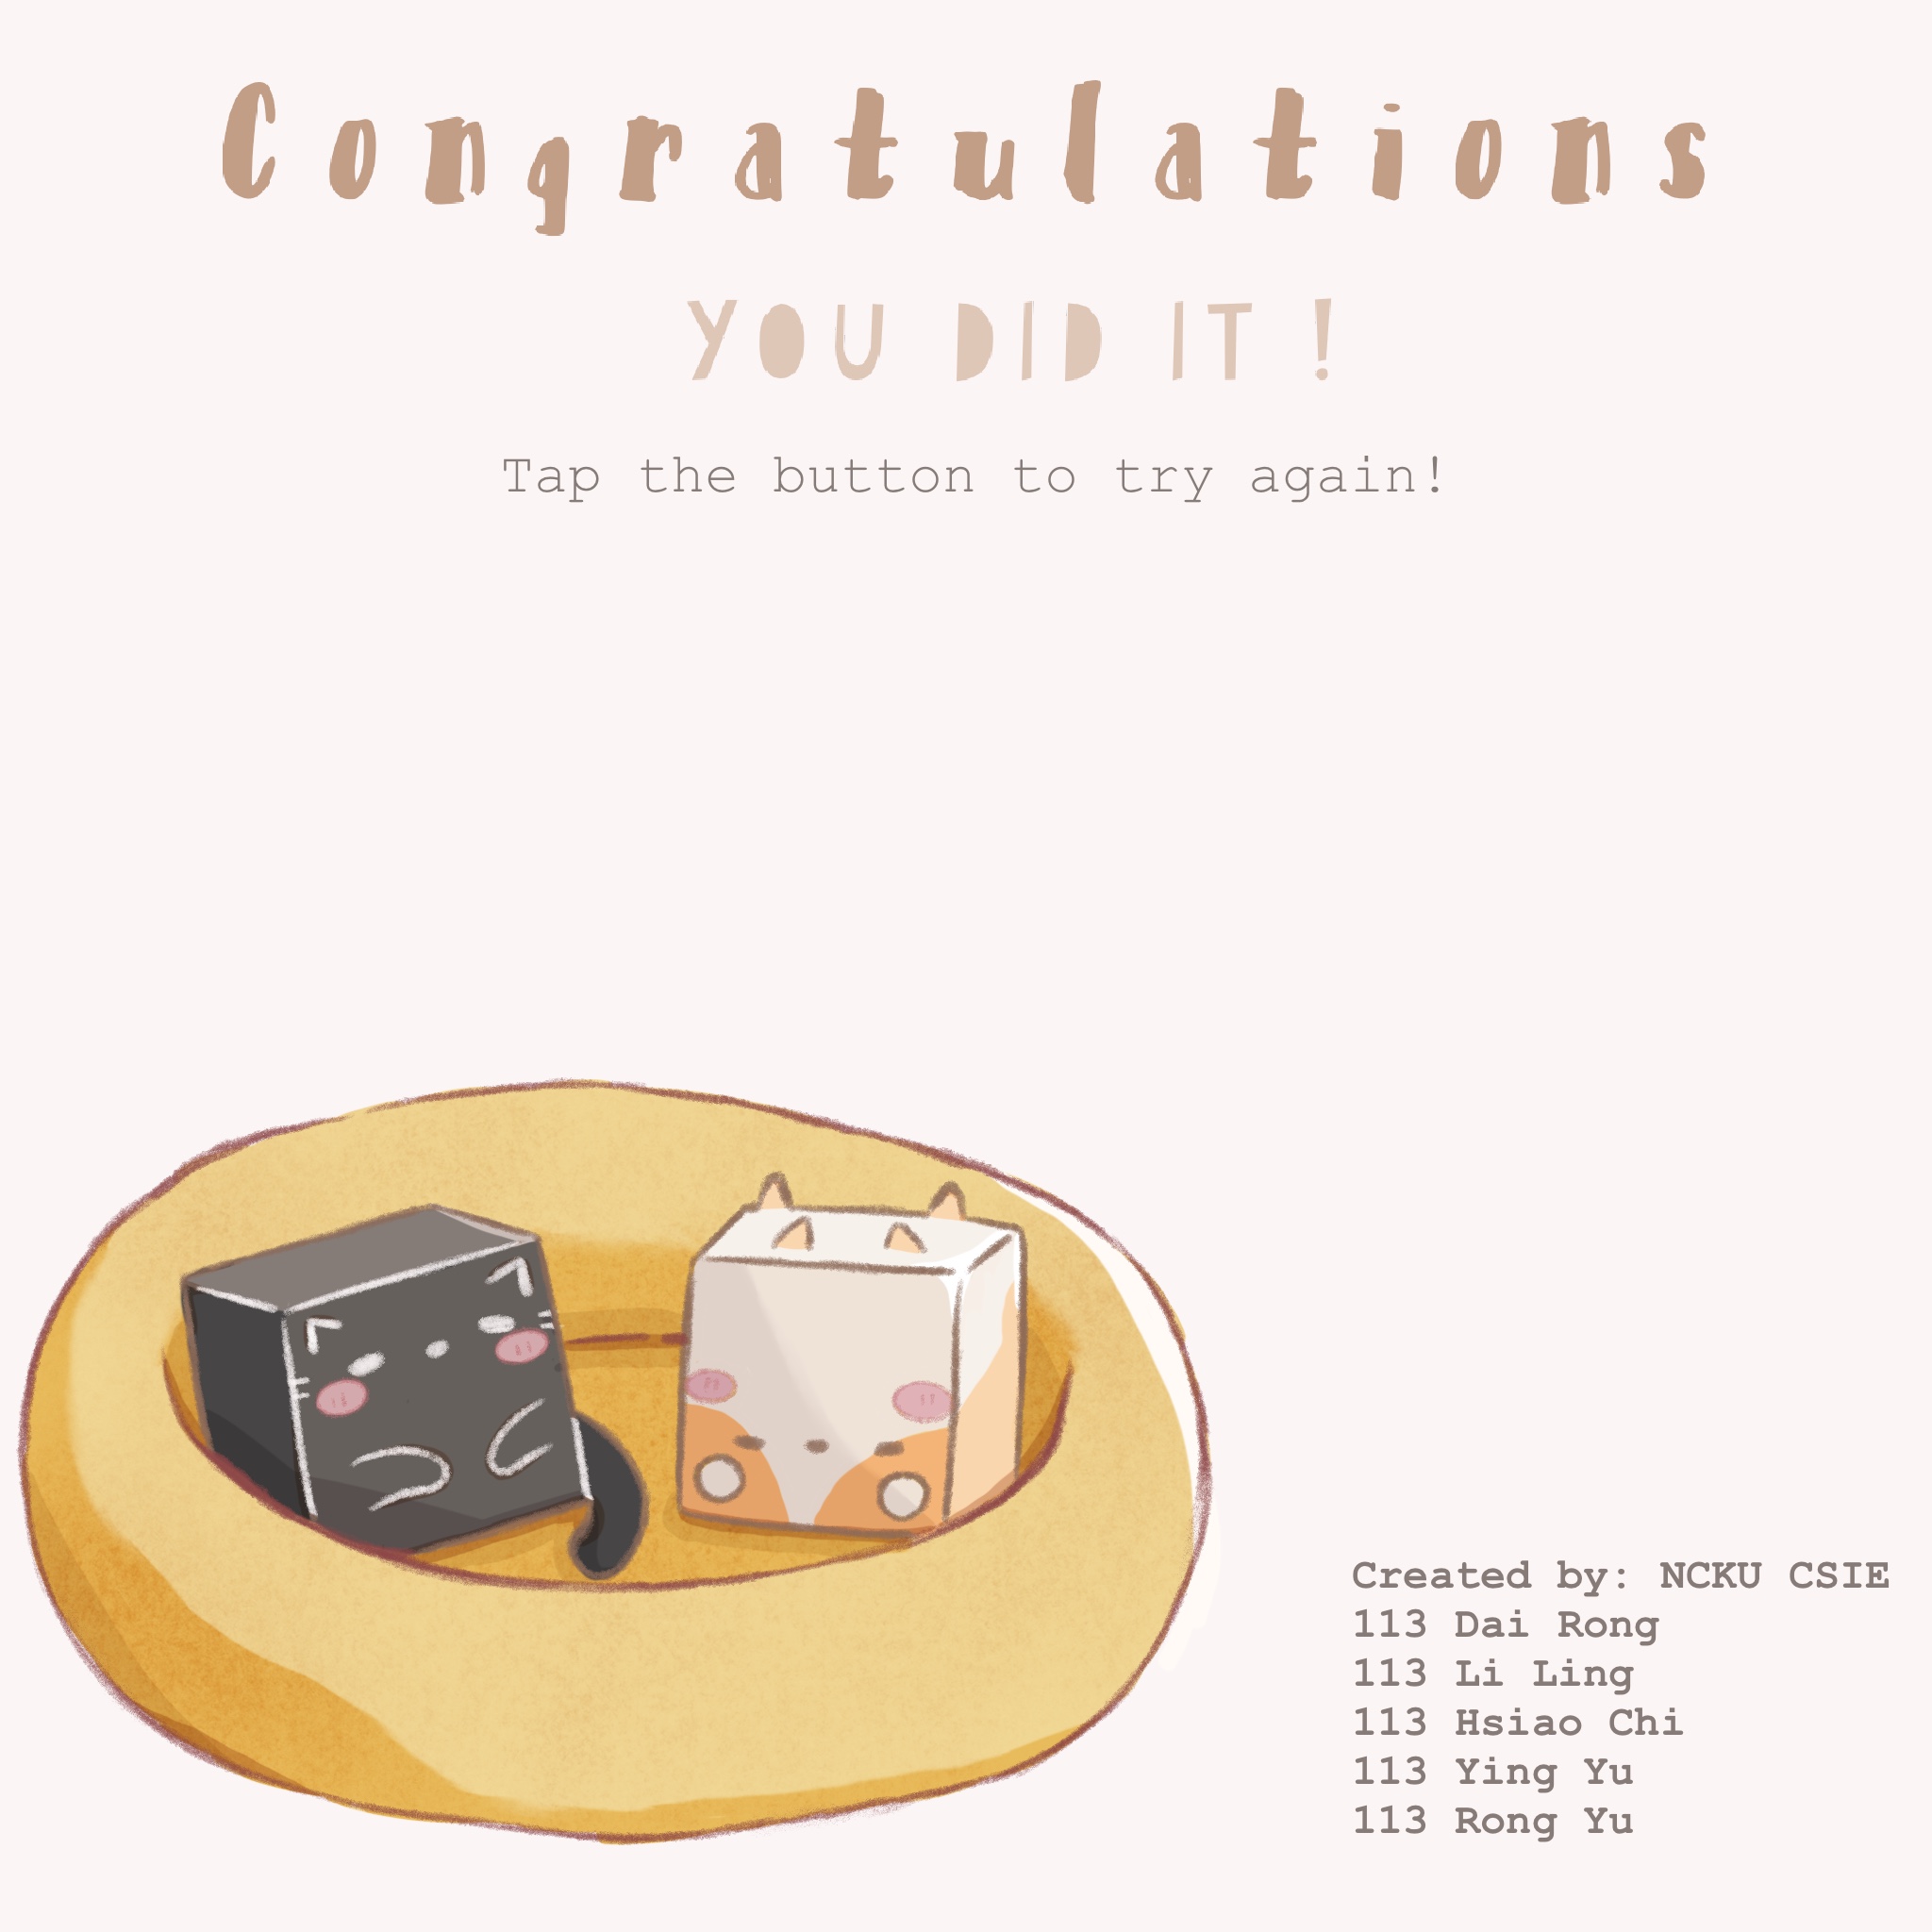 Congratulations
YOU DID IT !
Tap the button to try again!
Created by: NCKU CSIE
113 Dai Rong
113 Li Ling
113 Hsiao Chi
113 Ying Yu
113 Rong Yu